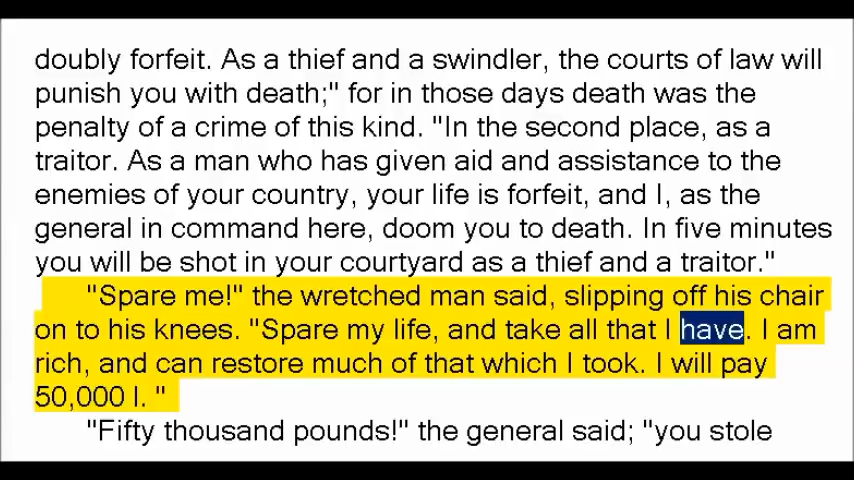 doubly forfeit. As a thief and a swindler, the courts of law will
punish you with death;" for in those days death was the
penalty of a crime of this kind. "In the second place, as a
traitor. As a man who has given aid and assistance to the
enemies of your country, your life is forfeit, and I, as the
general in command here, doom you to death. In five minutes
you will be shot in your courtyard as a thief and a traitor."
"Spare me!" the wretched man said, slipping off his chair
on to his knees. "Spare my life, and take all that I have. I am
rich, and can restore much of that which I took. I will pay
50,000 l. "
"Fifty thousand pounds!" the general said; "you stole